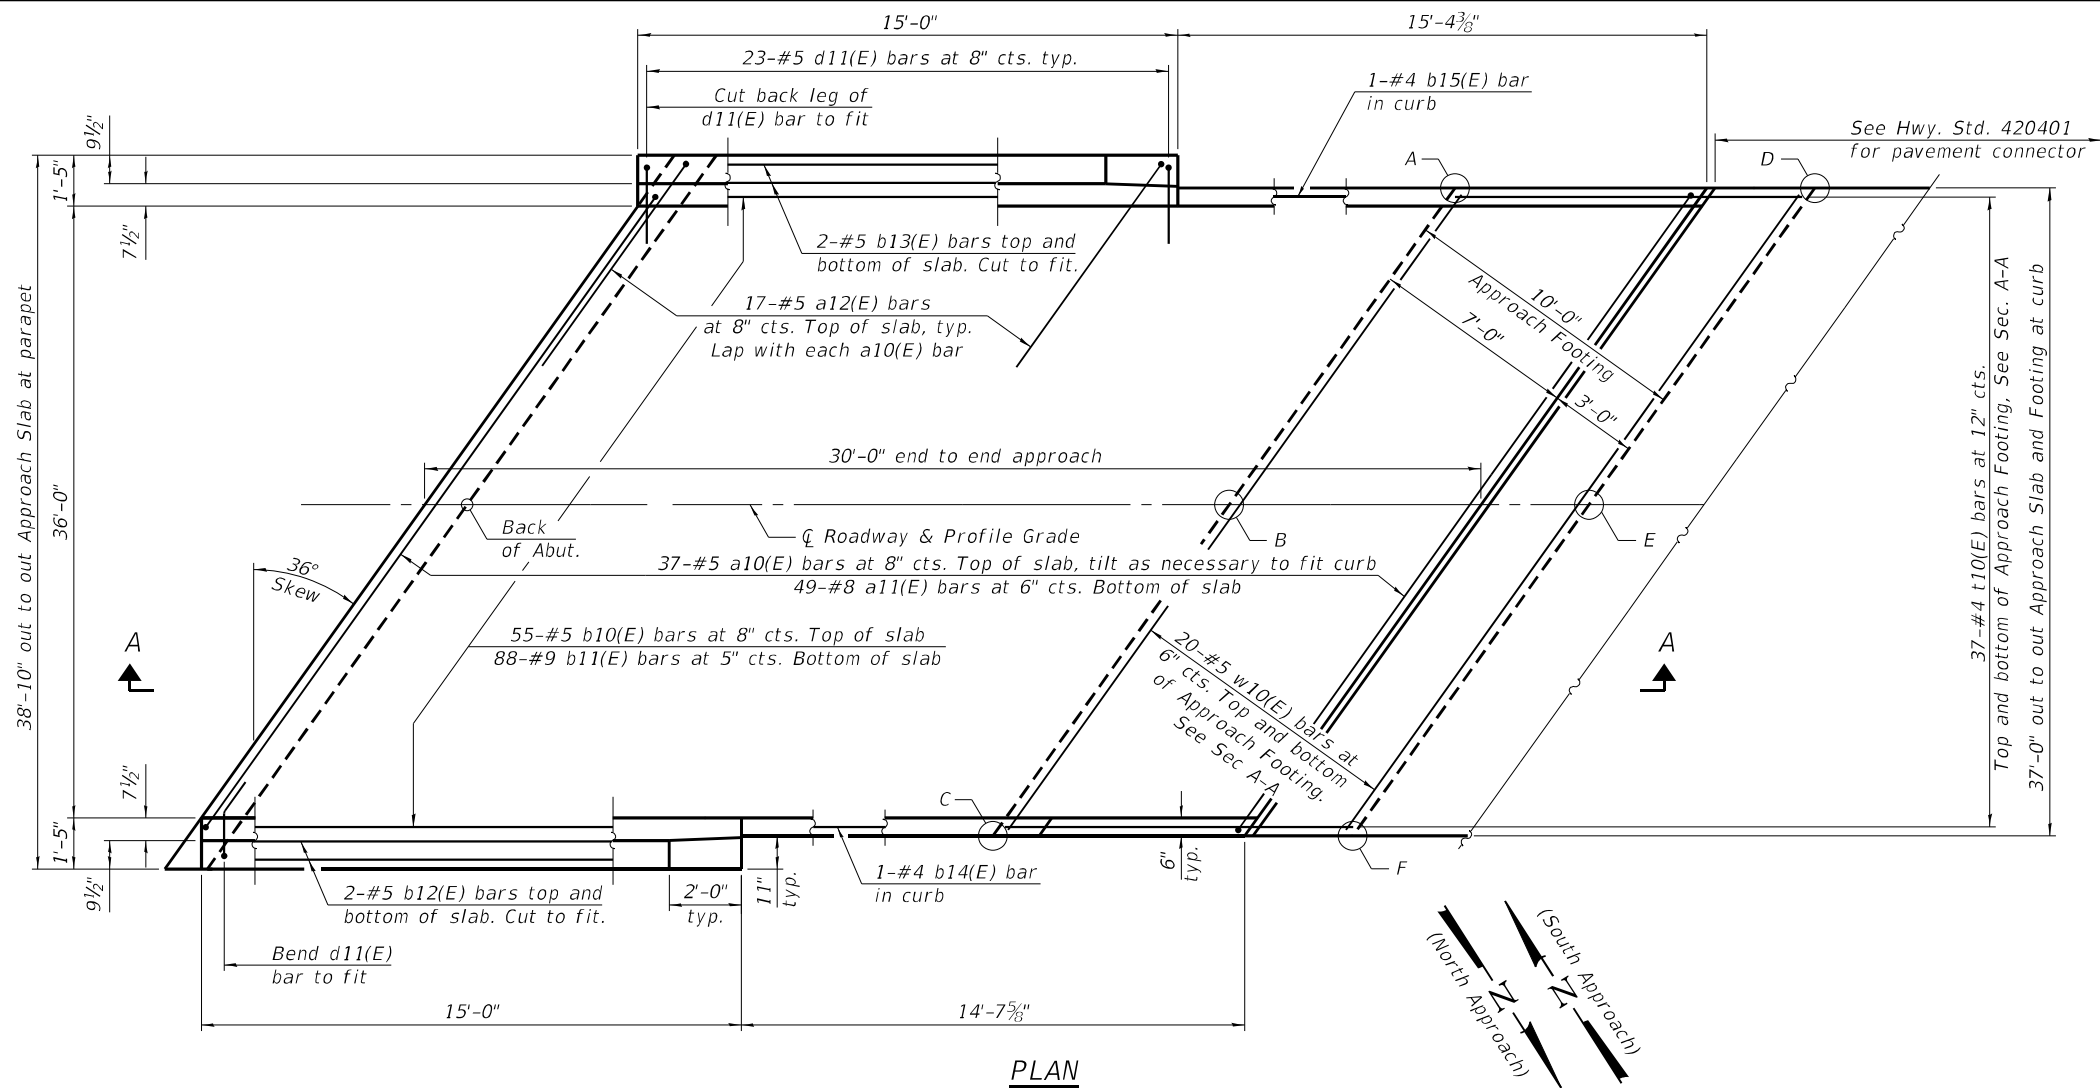 15'-0"
15'-4⅜"
23-#5 d11(E) bars at 8" cts. typ.
Cut back leg of
d11(E) bar to fit
1-#4 b15(E) bar
in curb
See Hwy. Std. 420401
for pavement connector
9½"
1'-5"
7½"
A
D
2-#5 b13(E) bars top and
bottom of slab. Cut to fit.
17-#5 a12(E) bars
at 8" cts. Top of slab, typ.
Lap with each a10(E) bar
10'-0"
Approach Footing
7'-0"
3'-0"
38'-10" out to out Approach Slab at parapet
36'-0"
37-#4 t10(E) bars at 12" cts.
Top and bottom of Approach Footing, See Sec. A-A
37'-0" out to out Approach Slab and Footing at curb
30'-0" end to end approach
Back
of Abut.
℄ Roadway & Profile Grade
B
E
36°
Skew
37-#5 a10(E) bars at 8" cts. Top of slab, tilt as necessary to fit curb
49-#8 a11(E) bars at 6" cts. Bottom of slab
A
A
55-#5 b10(E) bars at 8" cts. Top of slab
88-#9 b11(E) bars at 5" cts. Bottom of slab
20-#5 w10(E) bars at
6" cts. Top and bottom
of Approach Footing.
See Sec A-A
7½"
1'-5"
9½"
C
F
2-#5 b12(E) bars top and
bottom of slab. Cut to fit.
2'-0"
typ.
11"
typ.
1-#4 b14(E) bar
in curb
6"
typ.
Bend d11(E)
bar to fit
15'-0"
14'-7⅝"
N
(North Approach)
N
(South Approach)
PLAN